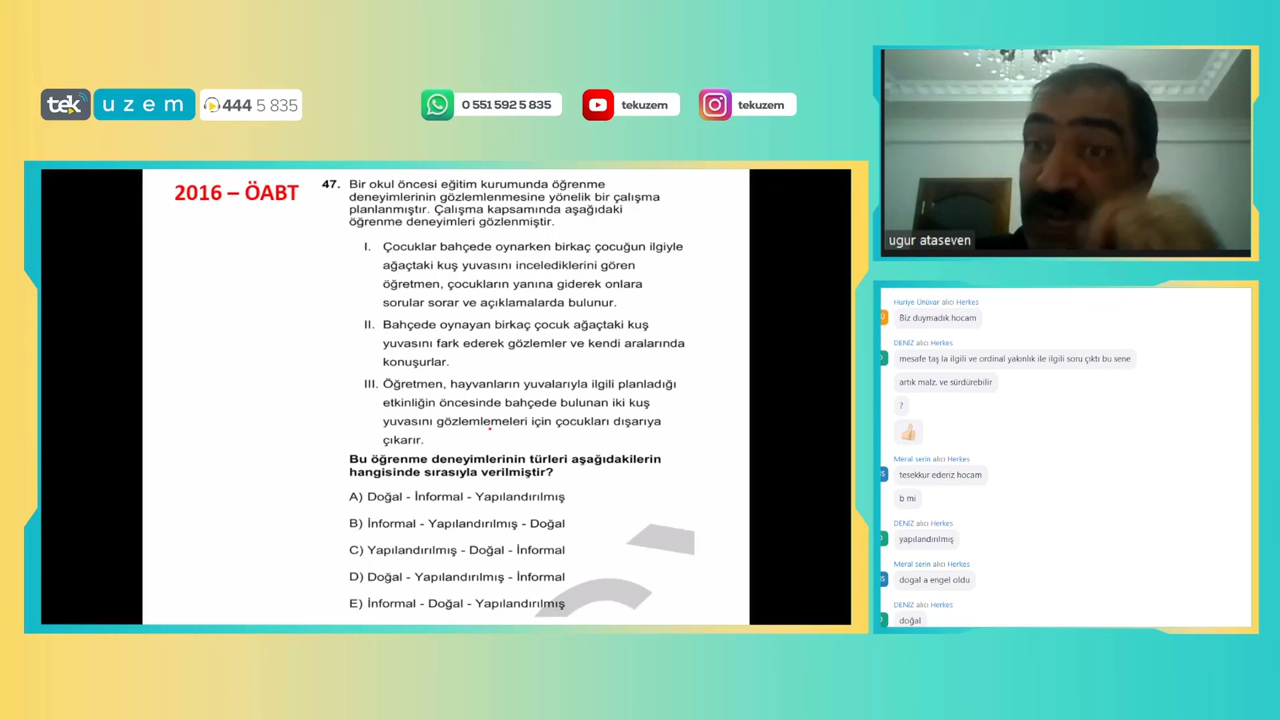 tek uzem 444 5 835
0 551 592 5 835
tekuzem
tekuzem
2016 – ÖABT
47. Bir okul öncesi eğitim kurumunda öğrenme
deneyimlerinin gözlemlenmesine yönelik bir çalışma
planlanmıştır. Çalışma kapsamında aşağıdaki
öğrenme deneyimleri gözlenmiştir.
I. Çocuklar bahçede oynarken birkaç çocuğun ilgiyle
ağaçtaki kuş yuvasını incelediklerini gören
öğretmen, çocukların yanına giderek onlara
sorular sorar ve açıklamalarda bulunur.
II. Bahçede oynayan birkaç çocuk ağaçtaki kuş
yuvasını fark ederek gözlemler ve kendi aralarında
konuşurlar.
III. Öğretmen, hayvanların yuvalarıyla ilgili planladığı
etkinliğin öncesinde bahçede bulunan iki kuş
yuvasını gözlemlemeleri için çocukları dışarıya
çıkarır.
Bu öğrenme deneyimlerinin türleri aşağıdakilerin
hangisinde sırasıyla verilmiştir?
A) Doğal - İnformal - Yapılandırılmış
B) İnformal - Yapılandırılmış - Doğal
C) Yapılandırılmış - Doğal - İnformal
D) Doğal - Yapılandırılmış - İnformal
E) İnformal - Doğal - Yapılandırılmış
ugur ataseven
Huriye Ünüvar alıcı Herkes
Biz duymadık hocam
DENİZ alıcı Herkes
mesafe taş la ilgili ve ordinal yakınlık ile ilgili soru çıktı bu sene
artık malz. ve sürdürebilir
?
Meral serin alıcı Herkes
tesekkur ederiz hocam
b mi
DENİZ alıcı Herkes
yapılandırılmış
Meral serin alıcı Herkes
dogal a engel oldu
DENİZ alıcı Herkes
doğal